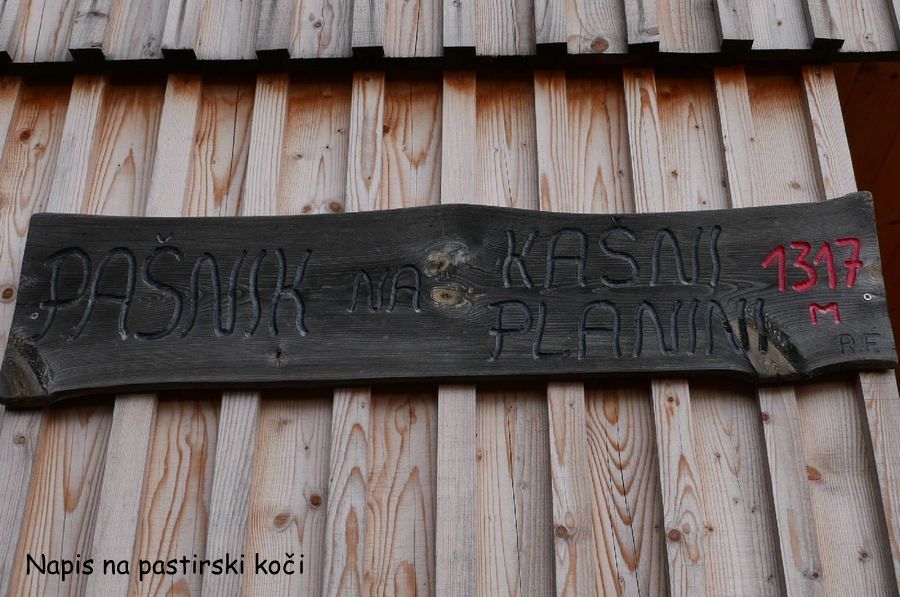 PAŠNIK NA KAŠNI 1317
PLANINI M
R.F.
Napis na pastirski koči